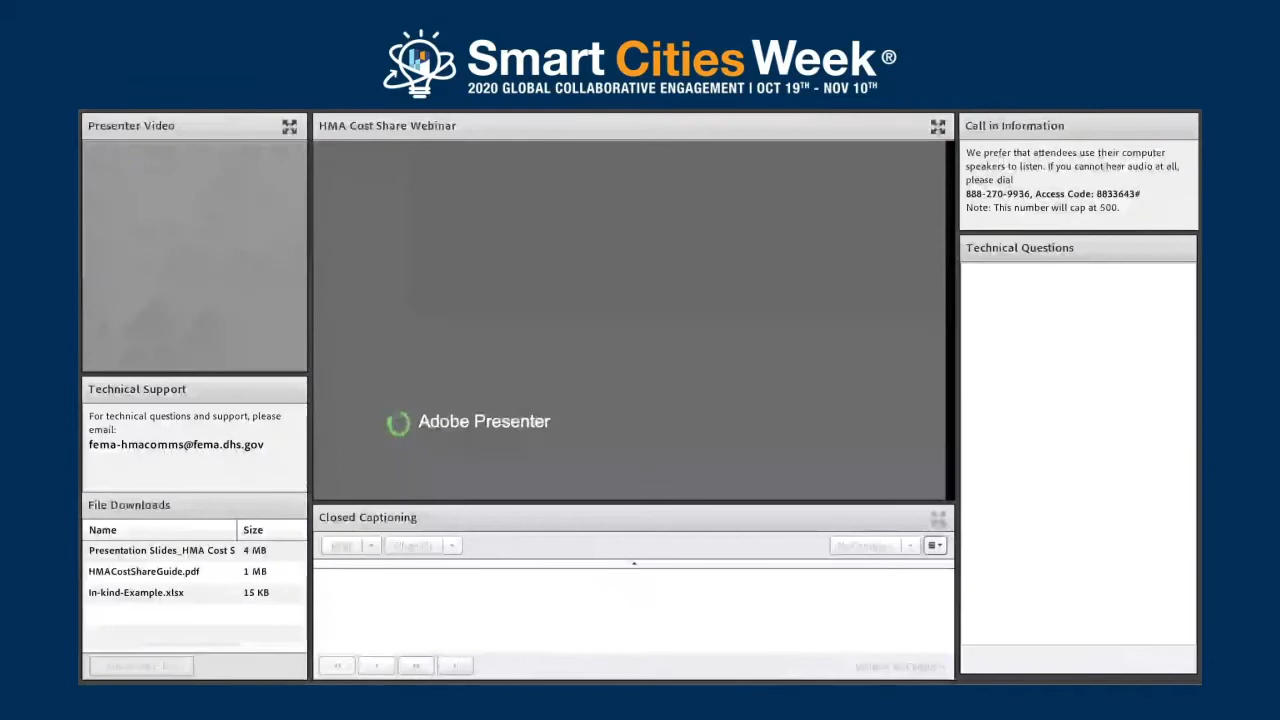 Smart Cities Week®
2020 GLOBAL COLLABORATIVE ENGAGEMENT | OCT 19TH - NOV 10TH
Presenter Video
HMA Cost Share Webinar
Call in Information
We prefer that attendees use their computer
speakers to listen. If you cannot hear audio at all,
please dial
888-270-9936, Access Code: 8833643#
Note: This number will cap at 500.
Technical Questions
Adobe Presenter
Technical Support
For technical questions and support, please
email:
fema-hmacomms@fema.dhs.gov
File Downloads
Name Size
Presentation Slides_HMA Cost S 4 MB
HMACostShareGuide.pdf 1 MB
In-kind-Example.xlsx 15 KB
Closed Captioning